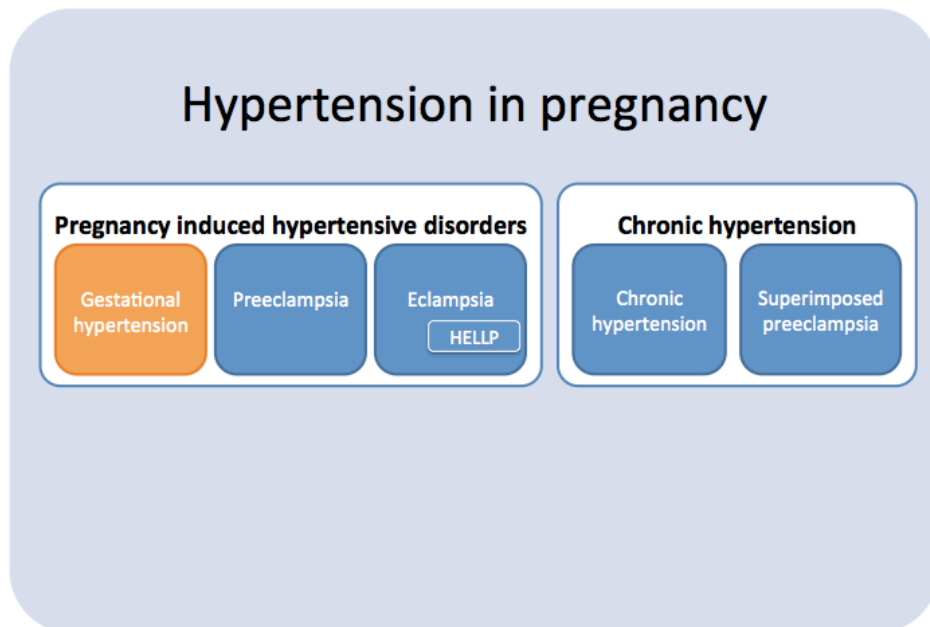 Hypertension in pregnancy
Pregnancy induced hypertensive disorders
Gestational
hypertension
Preeclampsia
Eclampsia
HELLP
Chronic hypertension
Chronic
hypertension
Superimposed
preeclampsia